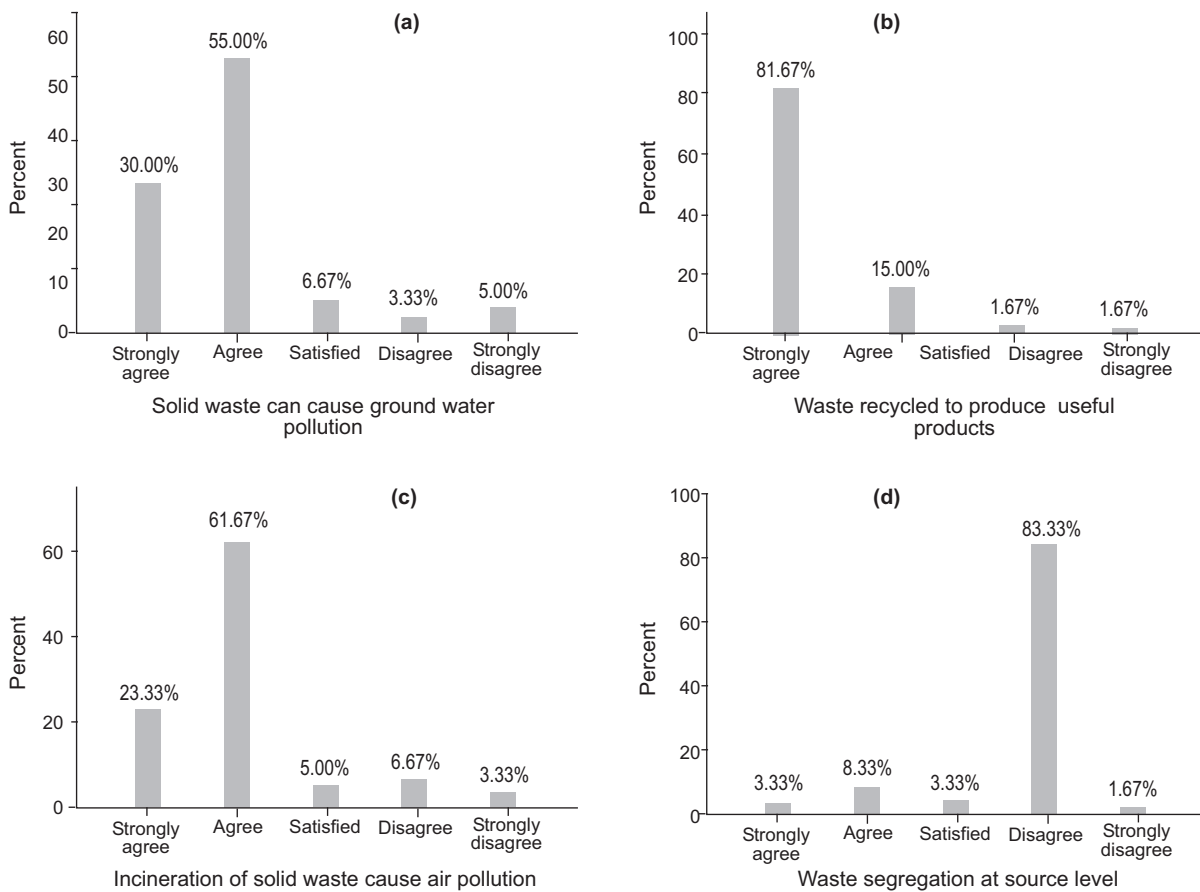 (a)
60
50
40
30
20
10
0
Percent
30.00%
55.00%
6.67%
3.33%
5.00%
Strongly
agree
Agree
Satisfied
Disagree
Strongly
disagree
Solid waste can cause ground water
pollution
(b)
100
80
60
40
20
0
Percent
81.67%
15.00%
1.67%
1.67%
Strongly
agree
Agree
Satisfied
Disagree
Strongly
disagree
Waste recycled to produce useful
products
(c)
60
40
20
0
Percent
23.33%
61.67%
5.00%
6.67%
3.33%
Strongly
agree
Agree
Satisfied
Disagree
Strongly
disagree
Incineration of solid waste cause air pollution
(d)
100
80
60
40
20
0
Percent
3.33%
8.33%
3.33%
83.33%
1.67%
Strongly
agree
Agree
Satisfied
Disagree
Strongly
disagree
Waste segregation at source level